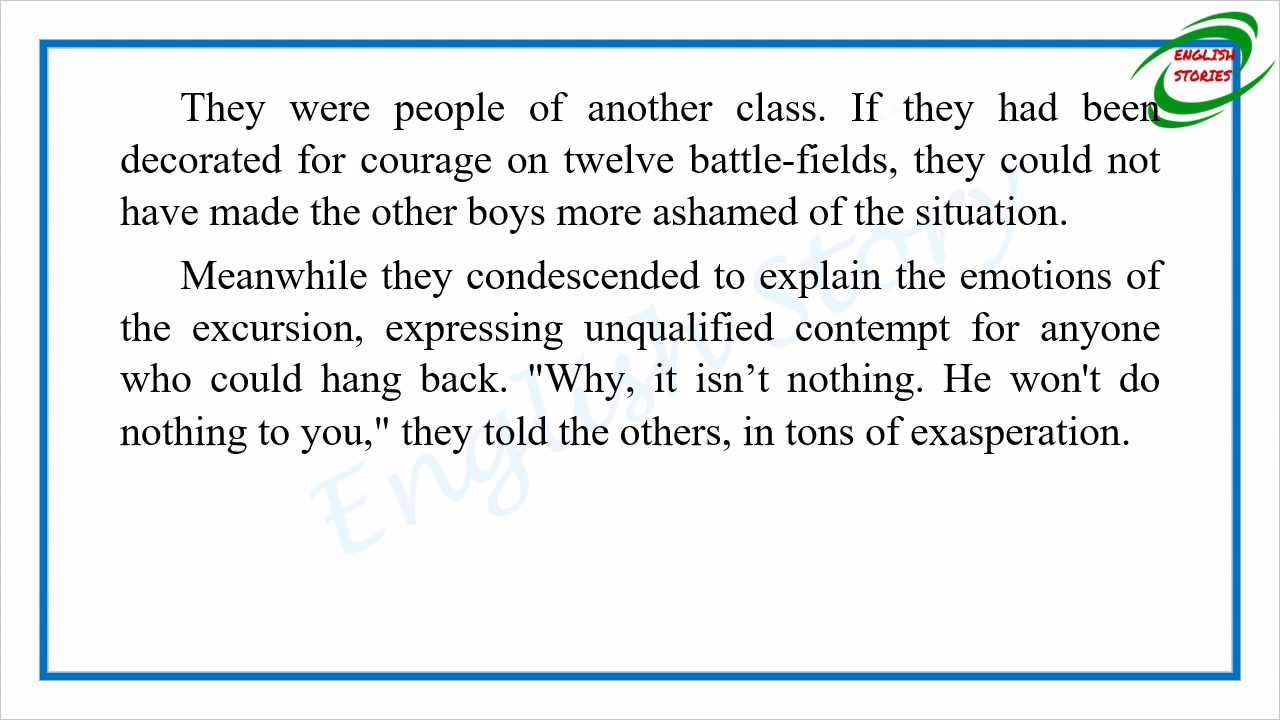 ENGLISH
STORIES
They were people of another class. If they had been
decorated for courage on twelve battle-fields, they could not
have made the other boys more ashamed of the situation.
Meanwhile they condescended to explain the emotions of
the excursion, expressing unqualified contempt for anyone
who could hang back. "Why, it isn’t nothing. He won't do
nothing to you," they told the others, in tons of exasperation.
English Story